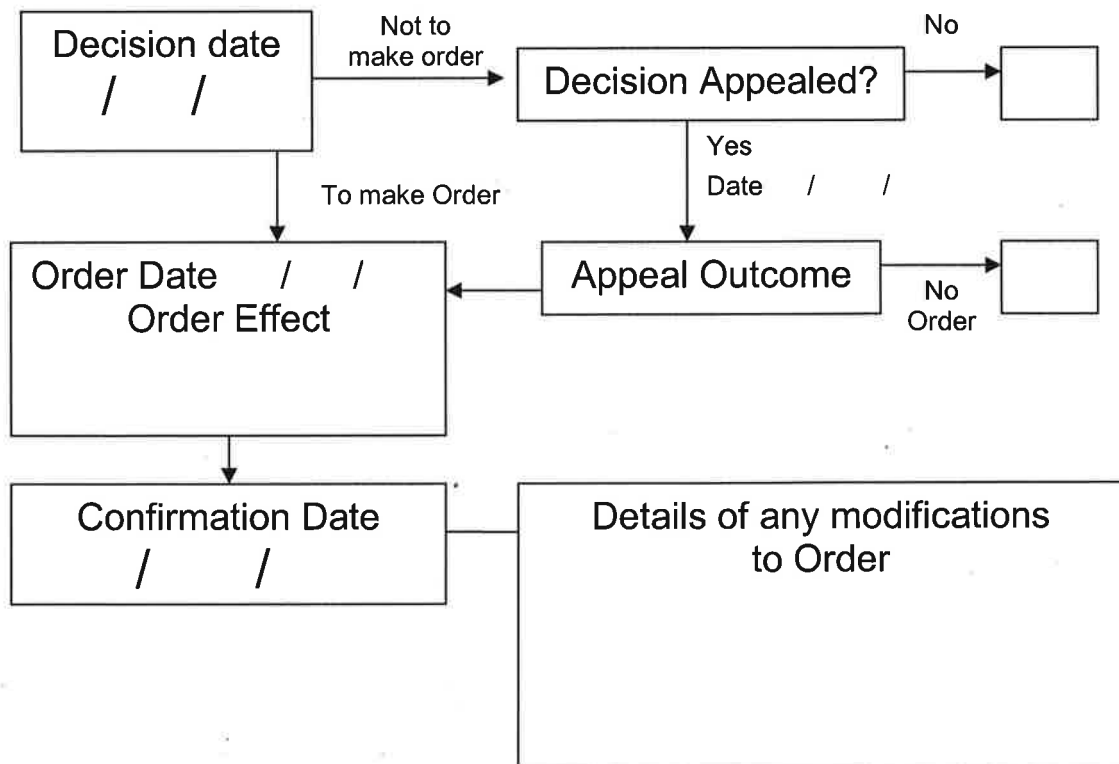 Decision date
/ /
Not to
make order
Decision Appealed?
No
Yes
Date / /
To make Order
Order Date / /
Order Effect
Appeal Outcome
No
Order
Confirmation Date
/ /
Details of any modifications
to Order